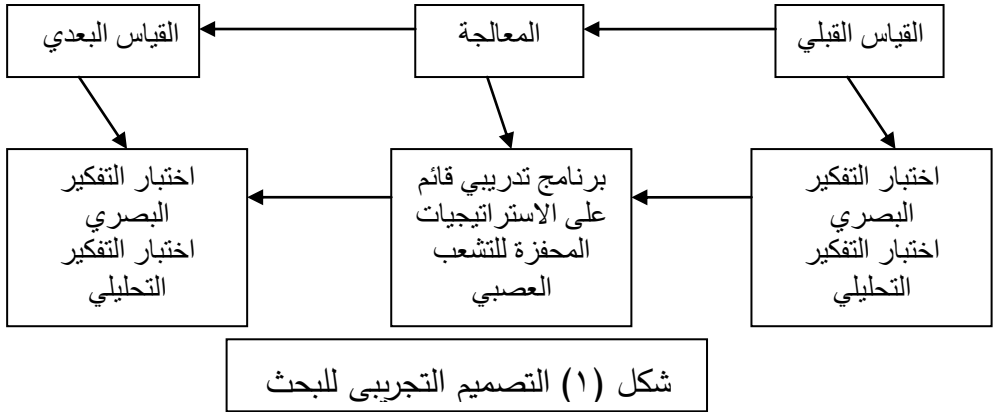 القياس القبلي
المعالجة
القياس البعدي
اختبار التفكير
البصري
اختبار التفكير
التحليلي
برنامج تدريبي قائم
على الاستراتيجيات
المحفزة للتشعب
العصبي
اختبار التفكير
البصري
اختبار التفكير
التحليلي
شكل (١) التصميم التجريبى للبحث